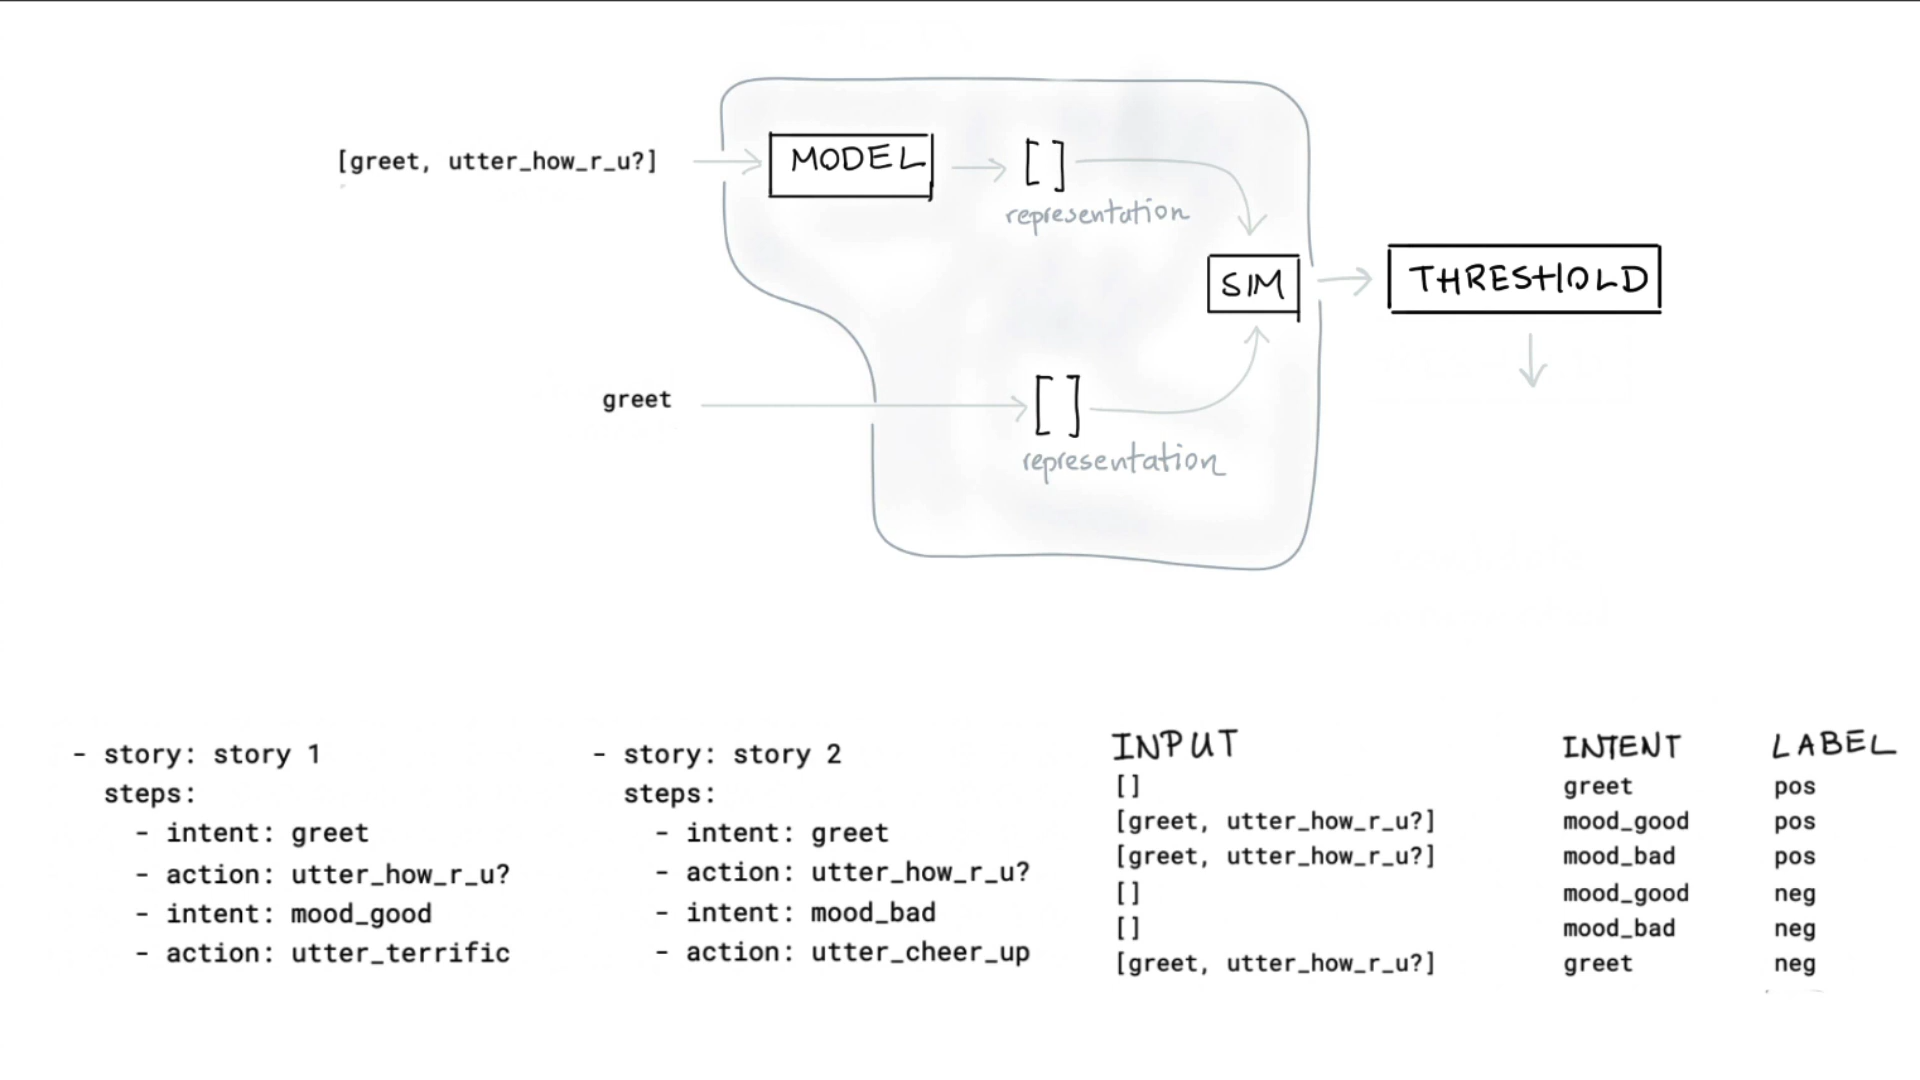 [greet, utter_how_r_u?]
MODEL
[]
representation
SIM
THRESHOLD
greet
[]
representation
- story: story 1
steps:
- intent: greet
- action: utter_how_r_u?
- intent: mood_good
- action: utter_terrific
- story: story 2
steps:
- intent: greet
- action: utter_how_r_u?
- intent: mood_bad
- action: utter_cheer_up
INPUT INTENT LABEL
[] greet pos
[greet, utter_how_r_u?] mood_good pos
[greet, utter_how_r_u?] mood_bad pos
[] mood_good neg
[] mood_bad neg
[greet, utter_how_r_u?] greet neg